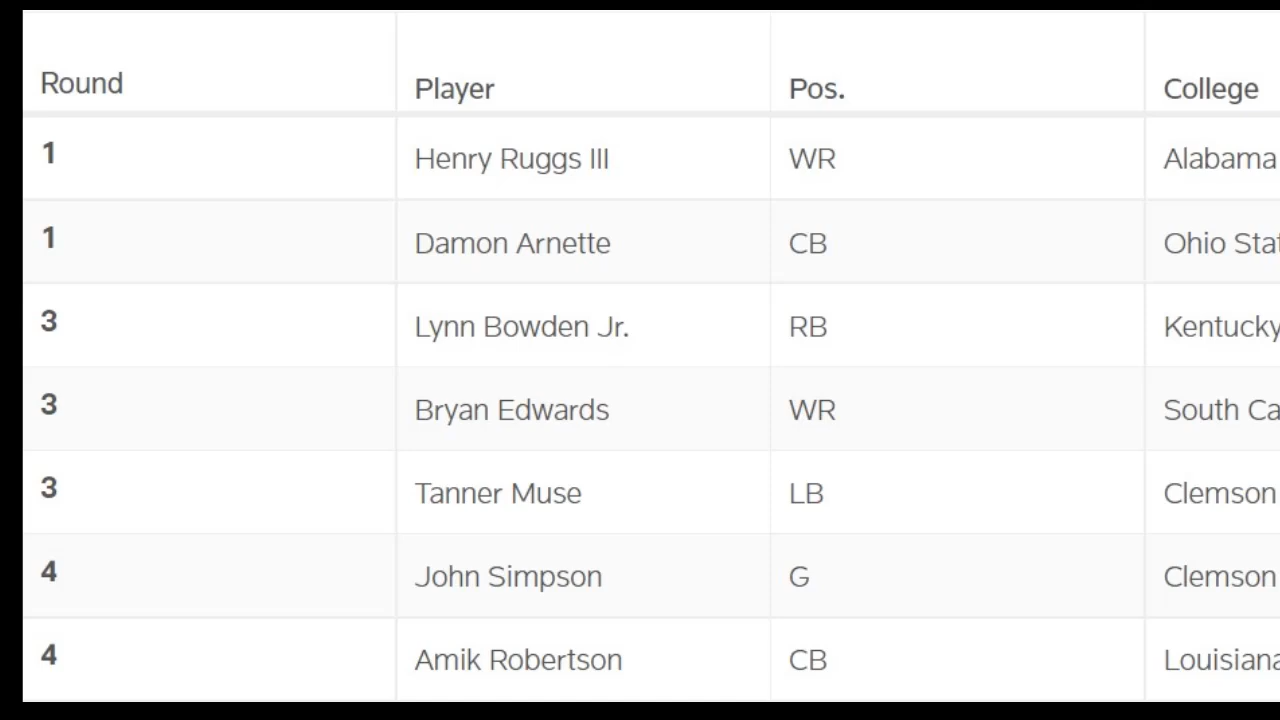 Round Player Pos. College
1 Henry Ruggs III WR Alabama
1 Damon Arnette CB Ohio Stat
3 Lynn Bowden Jr. RB Kentucky
3 Bryan Edwards WR South Ca
3 Tanner Muse LB Clemson
4 John Simpson G Clemson
4 Amik Robertson CB Louisiana